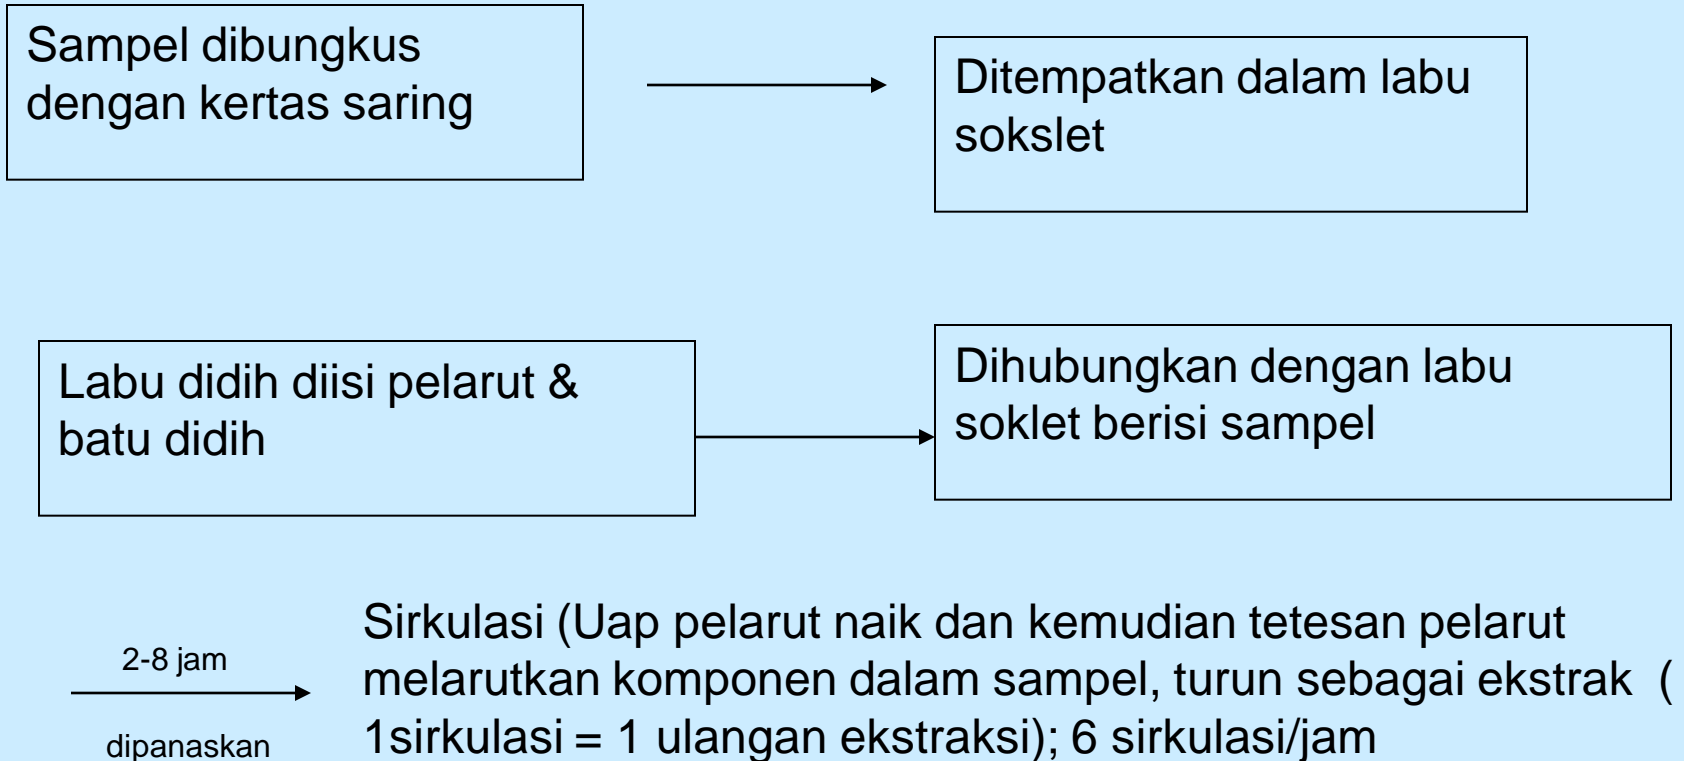 Sampel dibungkus
dengan kertas saring
Ditempatkan dalam labu
sokslet
Labu didih diisi pelarut &
batu didih
Dihubungkan dengan labu
soklet berisi sampel
2-8 jam
dipanaskan
Sirkulasi (Uap pelarut naik dan kemudian tetesan pelarut
melarutkan komponen dalam sampel, turun sebagai ekstrak (
1sirkulasi = 1 ulangan ekstraksi); 6 sirkulasi/jam